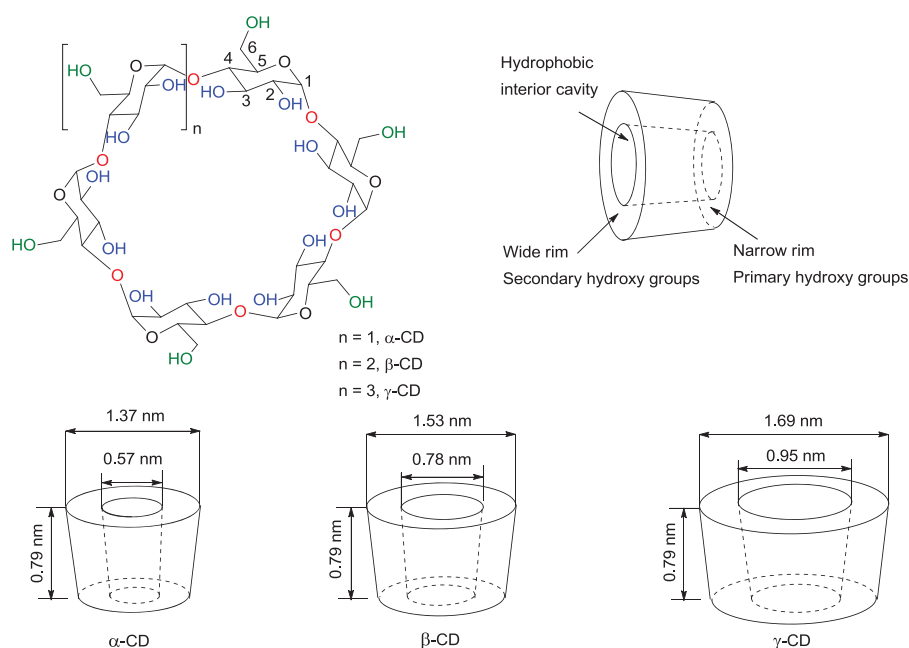 OH
HO
O
O
4
6
5
O
1
OH
HO
3
2
OH
n
HO
O
O
OH
O
HO
OH
O
HO
O
OH
HO
OH
O
OH
HO
O
OH
HO
OH
O
HO
O
O
OH
HO
Hydrophobic
interior cavity
Wide rim
Secondary hydroxy groups
Narrow rim
Primary hydroxy groups
n = 1, α-CD
n = 2, β-CD
n = 3, γ-CD
1.37 nm
0.57 nm
0.79 nm
α-CD
1.53 nm
0.78 nm
0.79 nm
β-CD
1.69 nm
0.95 nm
0.79 nm
γ-CD